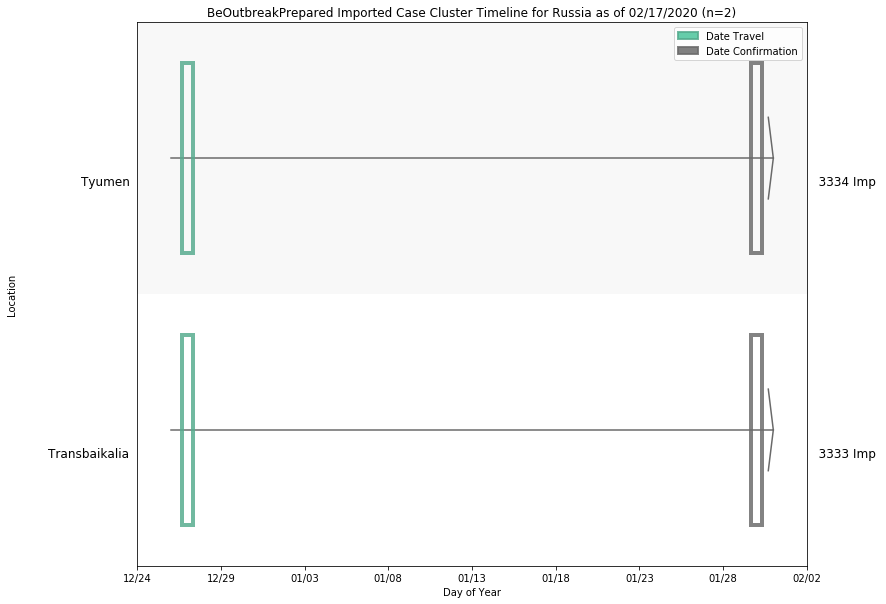 BeOutbreakPrepared Imported Case Cluster Timeline for Russia as of 02/17/2020 (n=2)
Date Travel
Date Confirmation
Tyumen
3334 Imp
Location
Transbaikalia
3333 Imp
12/24 12/29 01/03 01/08 01/13 01/18 01/23 01/28 02/02
Day of Year